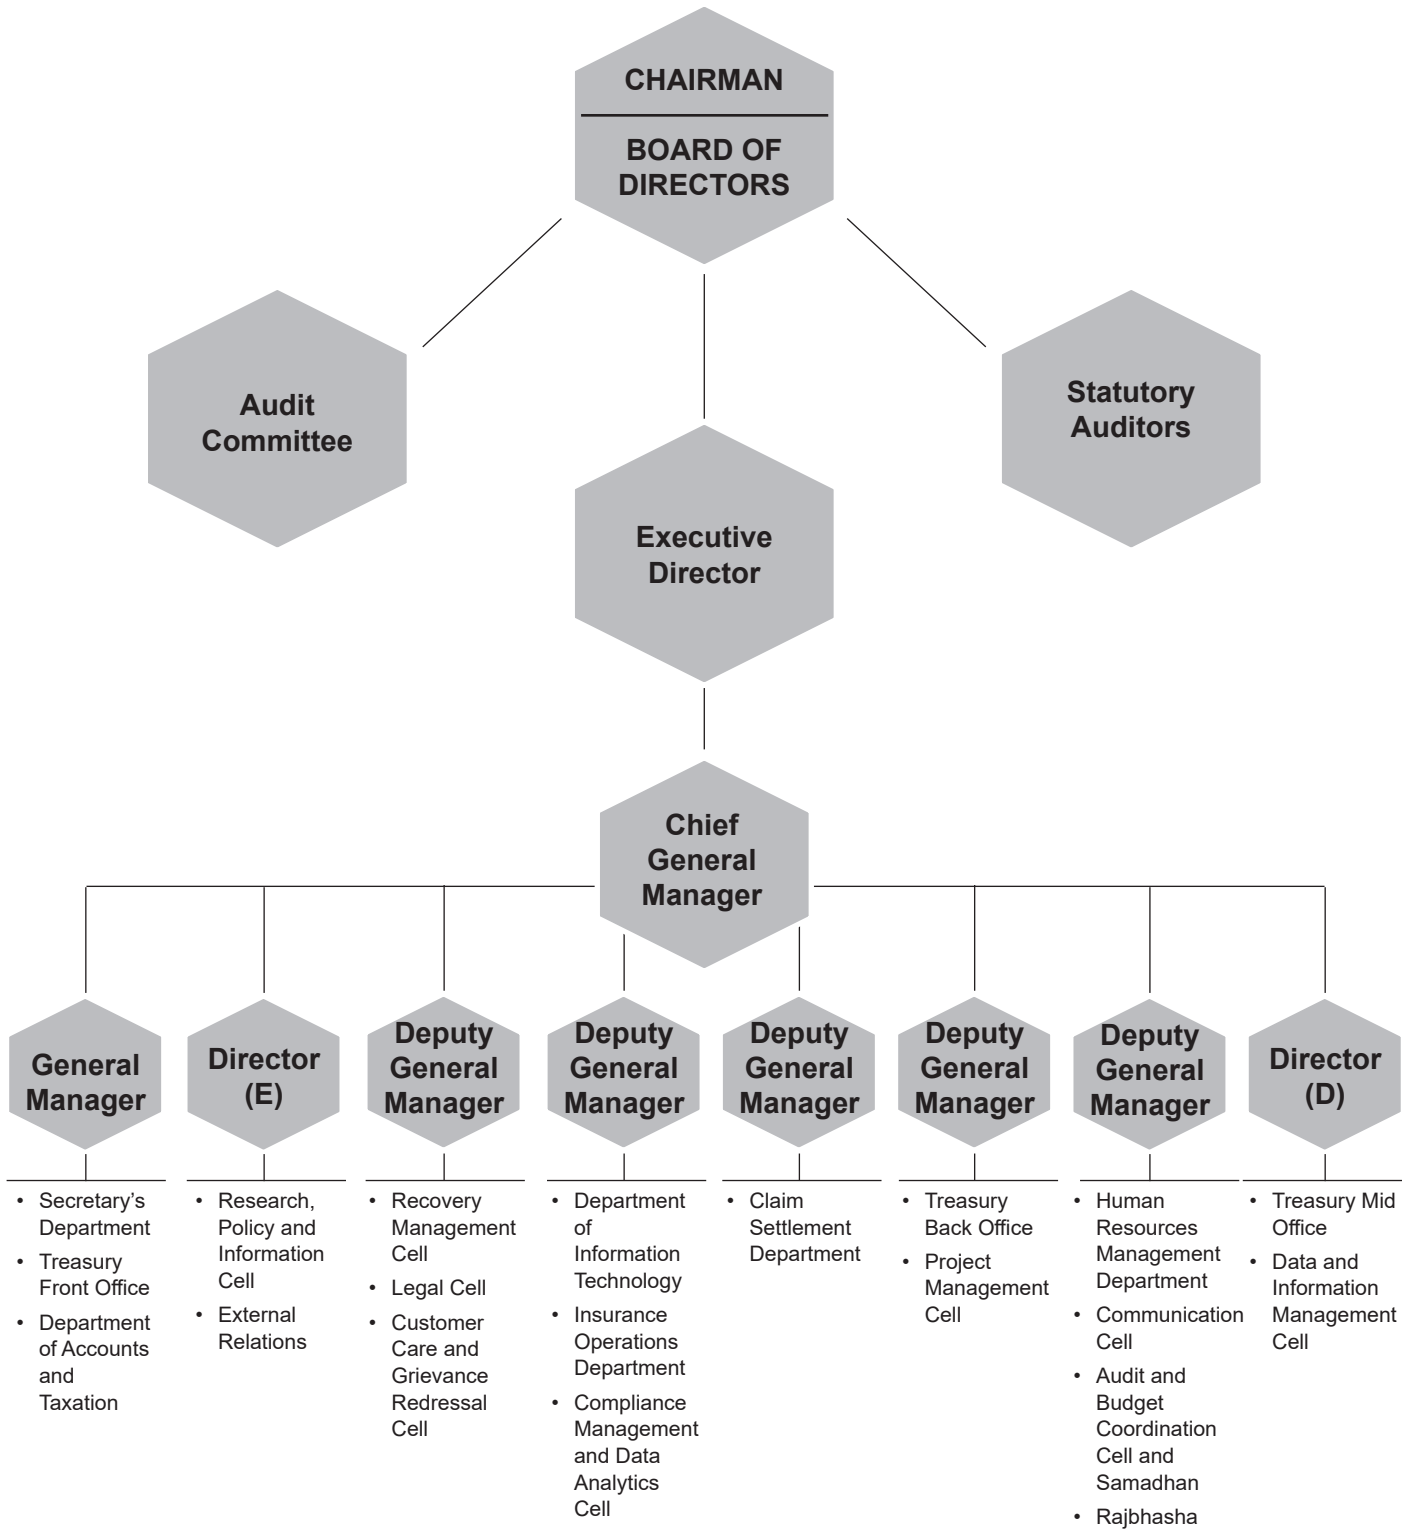 CHAIRMAN
BOARD OF
DIRECTORS
Audit
Committee
Statutory
Auditors
Executive
Director
Chief
General
Manager
General
Manager
Director
(E)
Deputy
General
Manager
Deputy
General
Manager
Deputy
General
Manager
Deputy
General
Manager
Deputy
General
Manager
Director
(D)
• Secretary’s
Department
• Treasury
Front Office
• Department
of Accounts
and
Taxation
• Research,
Policy and
Information
Cell
• External
Relations
• Recovery
Management
Cell
• Legal Cell
• Customer
Care and
Grievance
Redressal
Cell
• Department
of
Information
Technology
• Insurance
Operations
Department
• Compliance
Management
and Data
Analytics
Cell
• Claim
Settlement
Department
• Treasury
Back Office
• Project
Management
Cell
• Human
Resources
Management
Department
• Communication
Cell
• Audit and
Budget
Coordination
Cell and
Samadhan
• Rajbhasha
• Treasury Mid
Office
• Data and
Information
Management
Cell